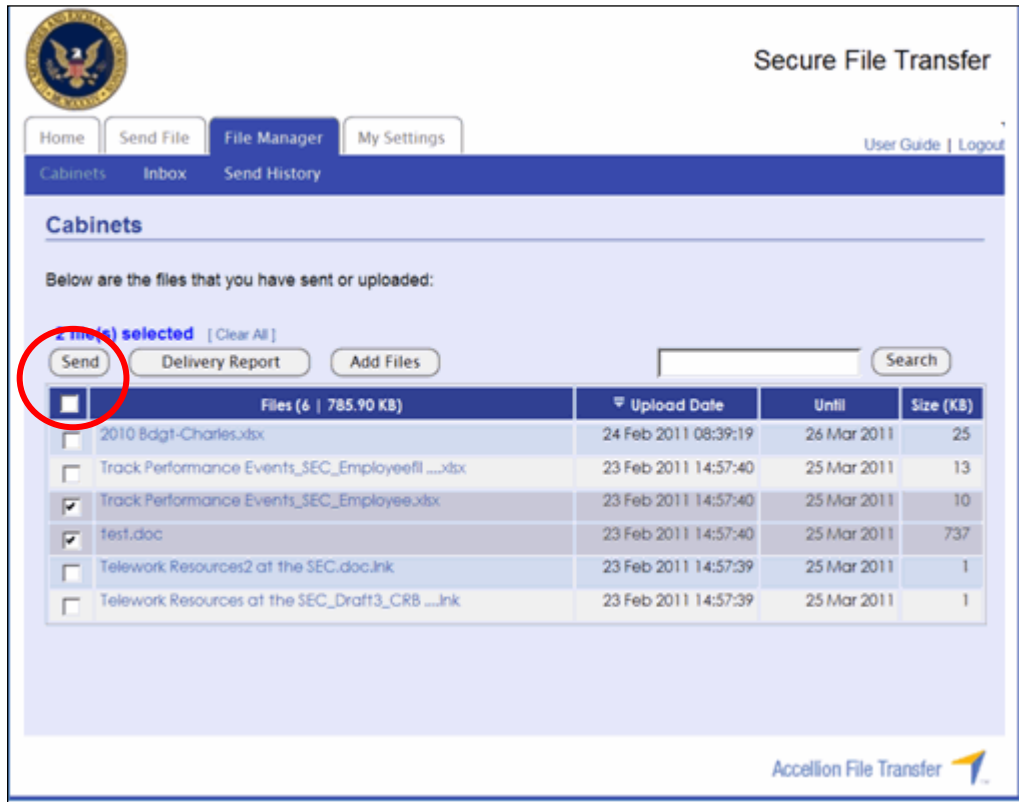 Secure File Transfer
Home Send File File Manager My Settings
User Guide | Logout
Cabinets Inbox Send History
Cabinets
Below are the files that you have sent or uploaded:
2 file(s) selected [ Clear All ]
Send Delivery Report Add Files Search
Files (6 | 785.90 KB) Upload Date Until Size (KB)
2010 Bdgt-Charles.xlsx 24 Feb 2011 08:39:19 26 Mar 2011 25
Track Performance Events_SEC_Employeefil ....xlsx 23 Feb 2011 14:57:40 25 Mar 2011 13
Track Performance Events_SEC_Employee.xlsx 23 Feb 2011 14:57:40 25 Mar 2011 10
test.doc 23 Feb 2011 14:57:40 25 Mar 2011 737
Telework Resources2 at the SEC.doc.lnk 23 Feb 2011 14:57:39 25 Mar 2011 1
Telework Resources at the SEC_Draft3_CRB ....lnk 23 Feb 2011 14:57:39 25 Mar 2011 1
Accellion File Transfer